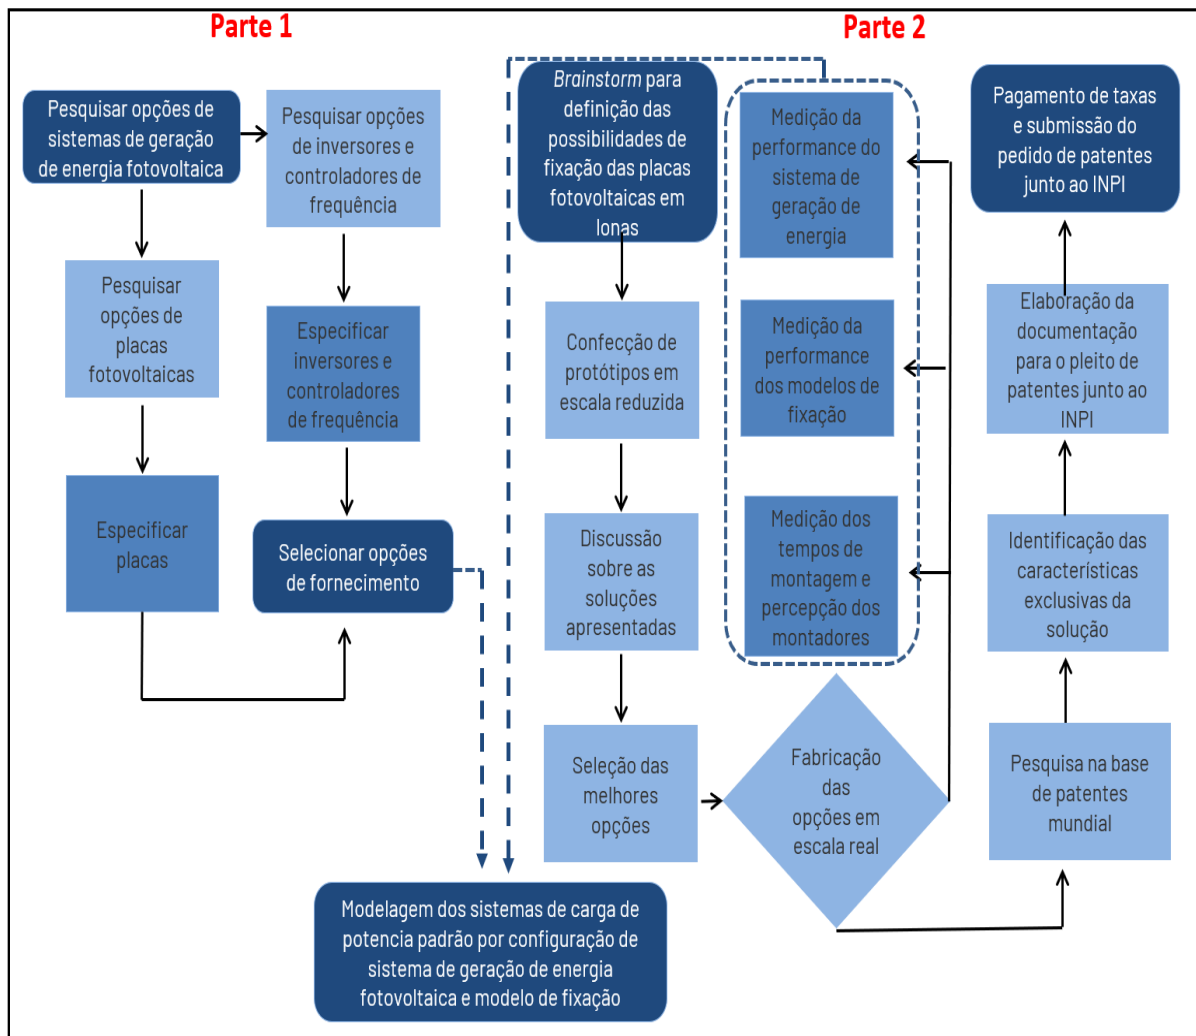 Parte 1
Pesquisar opções de
sistemas de geração
de energia fotovoltaica
Pesquisar opções
de inversores e
controladores de
frequência
Pesquisar
opções de
placas
fotovoltaicas
Especificar
inversores e
controladores
de frequência
Especificar
placas
Selecionar opções
de fornecimento
Parte 2
Brainstorm para
definição das
possibilidades de
fixação das placas
fotovoltaicas em
lonas
Confecção de
protótipos em
escala reduzida
Discussão
sobre as
soluções
apresentadas
Seleção das
melhores
opções
Fabricação
das
opções em
escala real
Medição da
performance do
sistema de
geração de
energia
Medição da
performance
dos modelos de
fixação
Medição dos
tempos de
montagem e
percepção dos
montadores
Pagamento de taxas
e submissão do
pedido de patentes
junto ao INPI
Elaboração da
documentação
para o pleito de
patentes junto ao
INPI
Identificação das
características
exclusivas da
solução
Pesquisa na base
de patentes
mundial
Modelagem dos sistemas de carga de
potencia padrão por configuração de
sistema de geração de energia
fotovoltaica e modelo de fixação